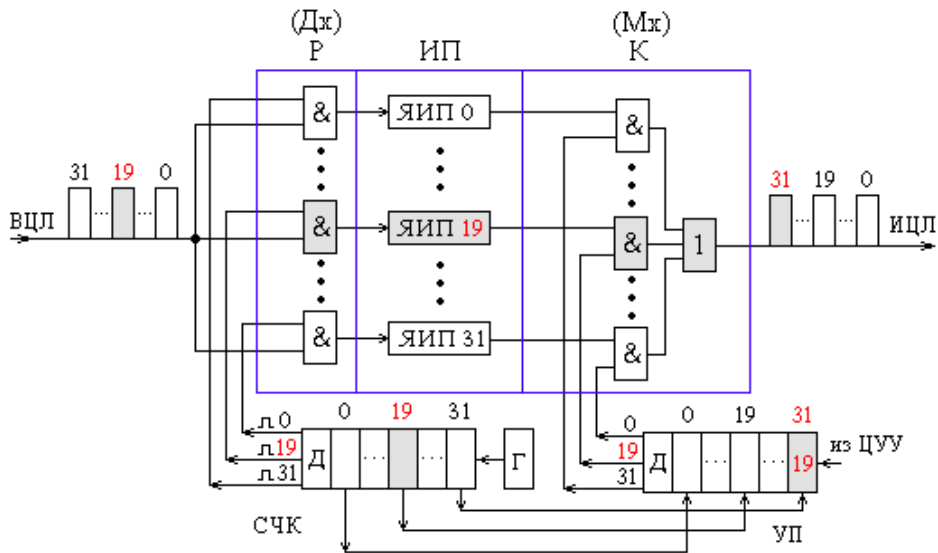 (Дх) (Мх)
Р ИП К
& ЯИП 0 &
31 19 0 31 19 0
ВЦЛ ... ... & ЯИП 19 & 1 ... ... ИЦЛ
& ЯИП 31 &
0 19 31 0 19 31
0 0
19 Д ... ... Г 19 Д ... ... 19 из ЦУУ
31 31
СЧК УП